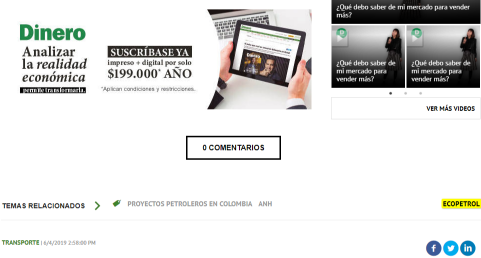 Dinero
Analizar
la realidad
económica
permite transformarla.
SUSCRÍBASE YA
impreso + digital por solo
$199.000* AÑO
*Aplican condiciones y restricciones.
¿Qué debo saber de mi mercado para vender
más?
¿Qué debo saber de
mi mercado para
vender más?
¿Qué debo saber de
mi mercado para
vender más?
VER MÁS VIDEOS
0 COMENTARIOS
TEMAS RELACIONADOS
PROYECTOS PETROLEROS EN COLOMBIA ANH
ECOPETROL
TRANSPORTE | 6/4/2019 2:58:00 PM